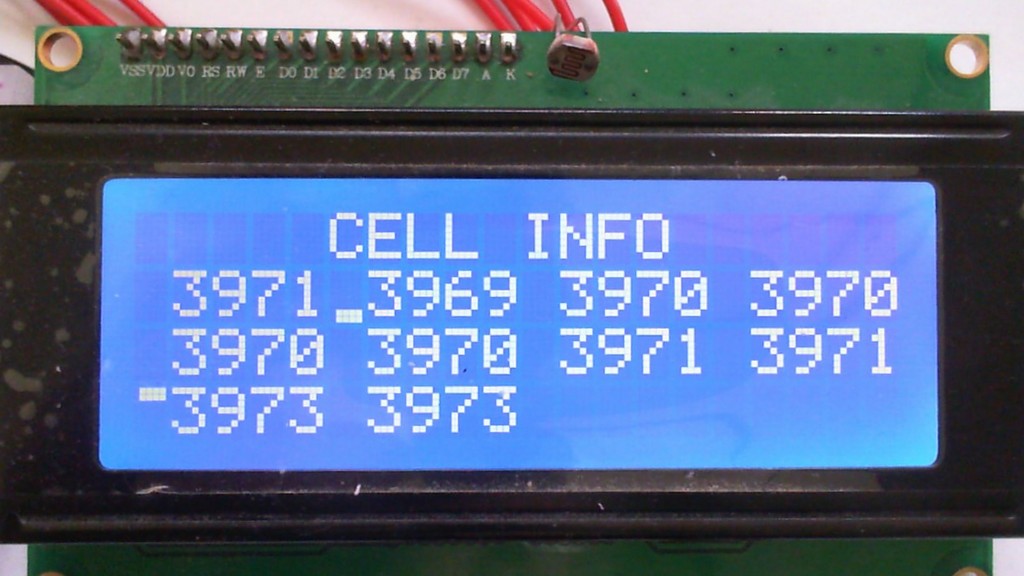 VSS VDD V0 RS RW E D0 D1 D2 D3 D4 D5 D6 D7 A K
CELL INFO
3971 3969 3970 3970
3970 3970 3971 3971
3973 3973